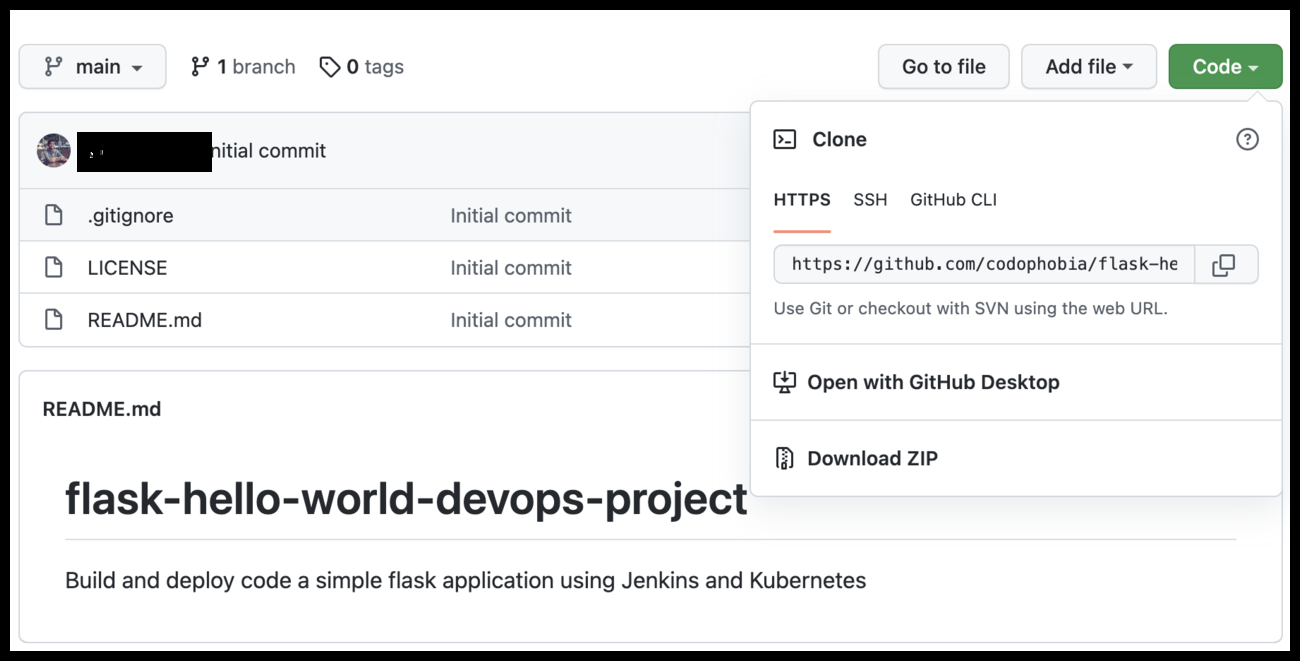 main
1 branch
0 tags
Go to file
Add file
Code
nitial commit
.gitignore Initial commit
LICENSE Initial commit
README.md Initial commit
Clone
HTTPS SSH GitHub CLI
https://github.com/codophobia/flask-he
Use Git or checkout with SVN using the web URL.
Open with GitHub Desktop
Download ZIP
README.md
flask-hello-world-devops-project
Build and deploy code a simple flask application using Jenkins and Kubernetes